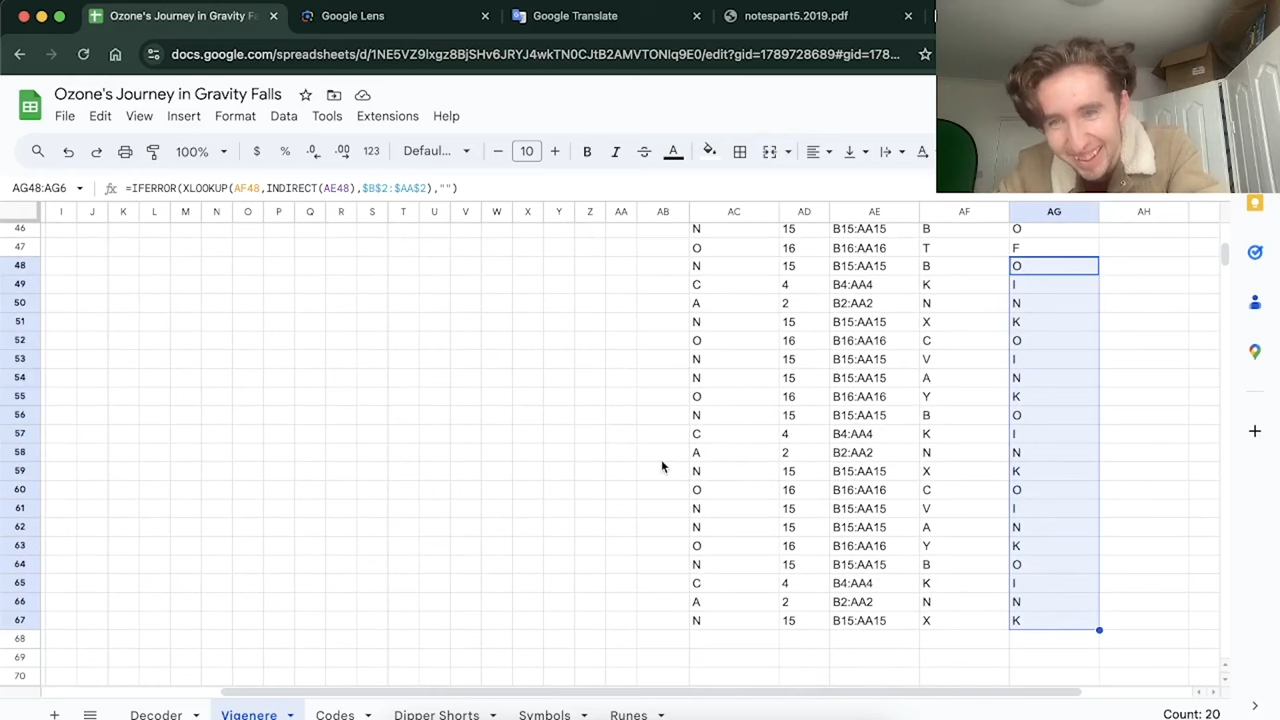 Ozone's Journey in Gravity Fa
Google Lens
Google Translate
notespart5.2019.pdf
docs.google.com/spreadsheets/d/1NE5VZ9lxgz8BjSHv6JRYJ4wkTN0CJtB2AMVTONIq9E0/edit?gid=1789728689#gid=178...
Ozone's Journey in Gravity Falls
File Edit View Insert Format Data Tools Extensions Help
100% $ % .0 .00 123 Defaul... − 10 + B I A
AG48:AG6 fx =IFERROR(XLOOKUP(AF48,INDIRECT(AE48),$B$2:$AA$2),"")
I J K L M N O P Q R S T U V W X Y Z AA AB AC AD AE AF AG AH
46 N 15 B15:AA15 B O
47 O 16 B16:AA16 T F
48 N 15 B15:AA15 B O
49 C 4 B4:AA4 K I
50 A 2 B2:AA2 N N
51 N 15 B15:AA15 X K
52 O 16 B16:AA16 C O
53 N 15 B15:AA15 V I
54 N 15 B15:AA15 A N
55 O 16 B16:AA16 Y K
56 N 15 B15:AA15 B O
57 C 4 B4:AA4 K I
58 A 2 B2:AA2 N N
59 N 15 B15:AA15 X K
60 O 16 B16:AA16 C O
61 N 15 B15:AA15 V I
62 N 15 B15:AA15 A N
63 O 16 B16:AA16 Y K
64 N 15 B15:AA15 B O
65 C 4 B4:AA4 K I
66 A 2 B2:AA2 N N
67 N 15 B15:AA15 X K
68
69
70
Decoder Vigenere Codes Dipper Shorts Symbols Runes Count: 20